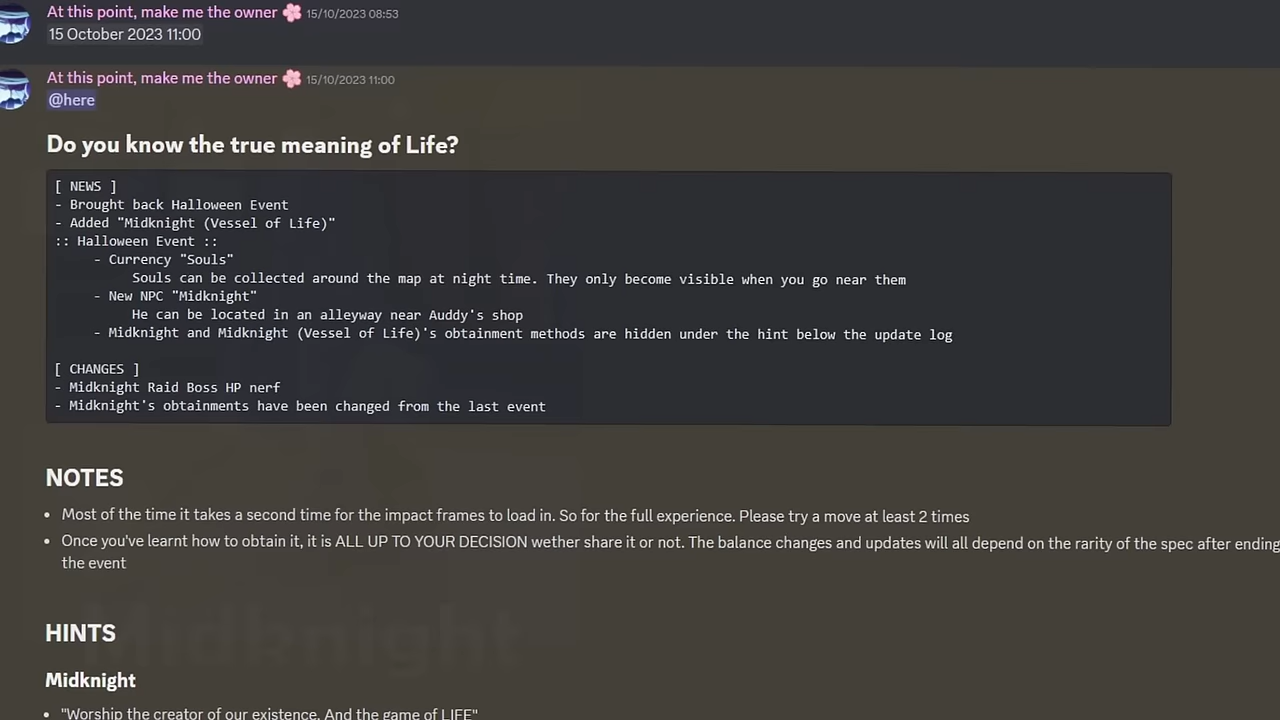 At this point, make me the owner 🌸 15/10/2023 08:53
15 October 2023 11:00
At this point, make me the owner 🌸 15/10/2023 11:00
@here
Do you know the true meaning of Life?
[ NEWS ]
- Brought back Halloween Event
- Added "Midknight (Vessel of Life)"
:: Halloween Event ::
- Currency "Souls"
Souls can be collected around the map at night time. They only become visible when you go near them
- New NPC "Midknight"
He can be located in an alleyway near Auddy's shop
- Midknight and Midknight (Vessel of Life)'s obtainment methods are hidden under the hint below the update log
[ CHANGES ]
- Midknight Raid Boss HP nerf
- Midknight's obtainments have been changed from the last event
NOTES
• Most of the time it takes a second time for the impact frames to load in. So for the full experience. Please try a move at least 2 times
• Once you've learnt how to obtain it, it is ALL UP TO YOUR DECISION wether share it or not. The balance changes and updates will all depend on the rarity of the spec after ending
the event
Midknight
HINTS
Midknight
• "Worship the creator of our existence. And the game of LIFE"